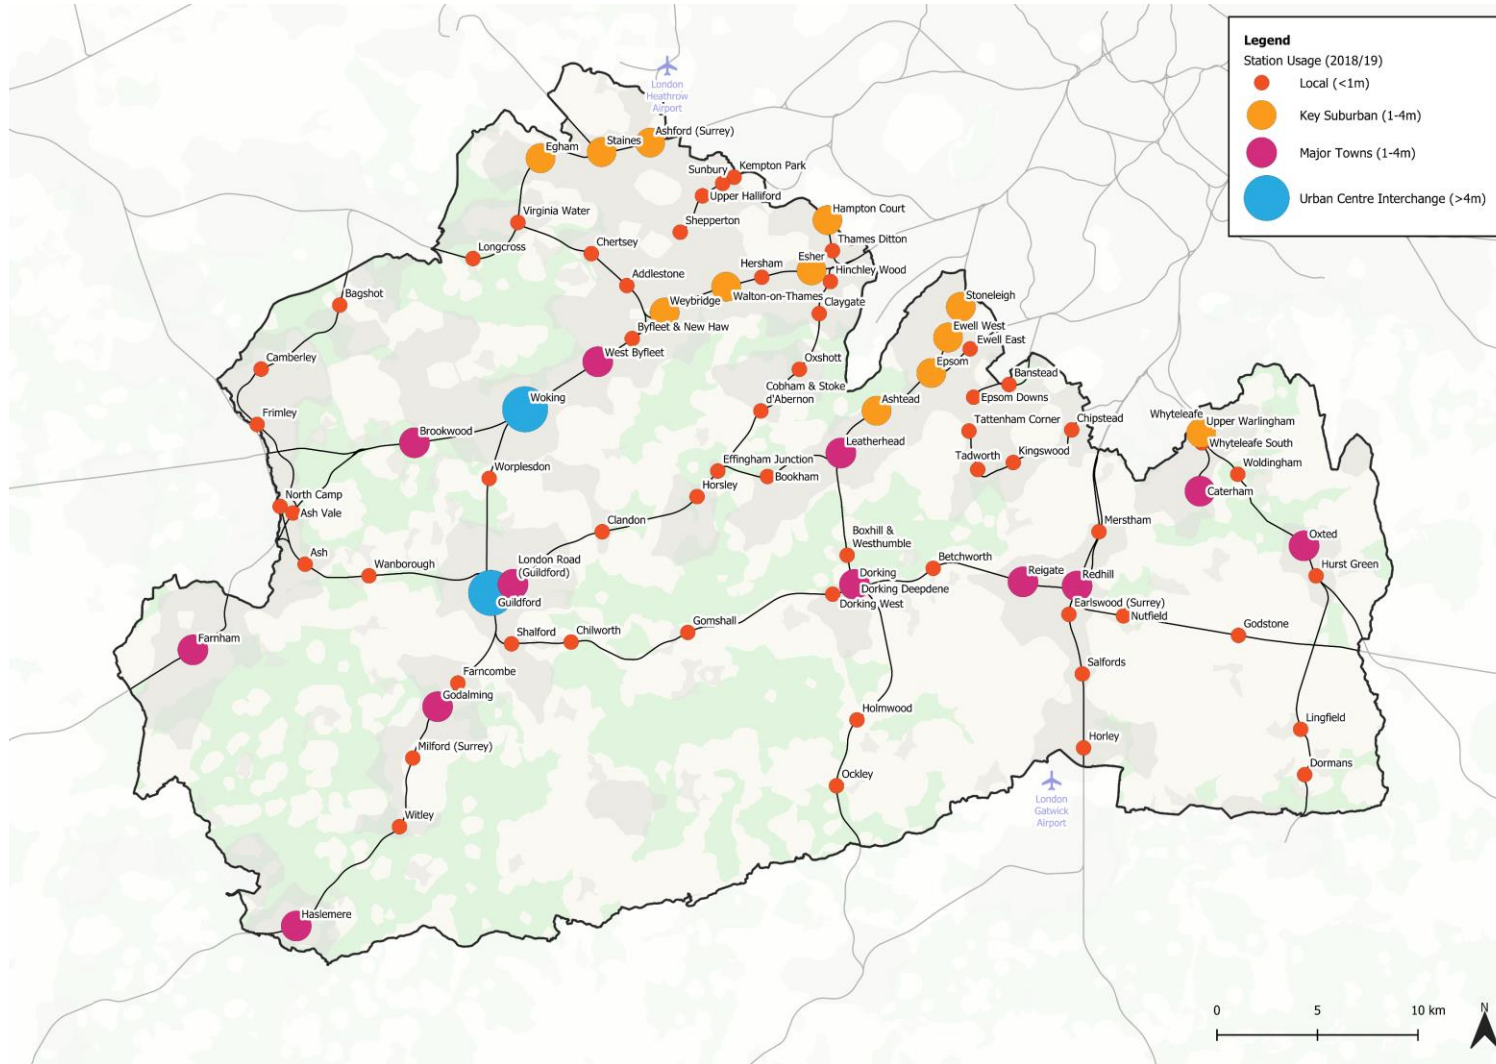 Legend
Station Usage (2018/19)
Local (<1m)
Key Suburban (1-4m)
Major Towns (1-4m)
Urban Centre Interchange (>4m)
London
Heathrow
Airport
Ashford (Surrey)
Staines
Egham
Kempton Park
Sunbury
Upper Halliford
Shepperton
Virginia Water
Longcross
Chertsey
Addlestone
Hampton Court
Thames Ditton
Esher
Hinchley Wood
Hersham
Walton-on-Thames
Claygate
Weybridge
Byfleet & New Haw
West Byfleet
Bagshot
Camberley
Frimley
Woking
Brookwood
Worplesdon
Oxshott
Cobham & Stoke
d'Abernon
Stoneleigh
Ewell West
Ewell East
Epsom
Banstead
Epsom Downs
Ashtead
Leatherhead
Tattenham Corner
Chipstead
Tadworth
Kingswood
Whyteleafe
Upper Warlingham
Whyteleafe South
Woldingham
Caterham
Effingham Junction
Bookham
Horsley
Clandon
North Camp
Ash Vale
Ash
Wanborough
London Road
(Guildford)
Guildford
Boxhill &
Westhumble
Betchworth
Dorking
Dorking Deepdene
Dorking West
Reigate
Redhill
Merstham
Oxted
Hurst Green
Earlswood (Surrey)
Nutfield
Godstone
Shalford
Chilworth
Gomshall
Farnham
Farncombe
Godalming
Milford (Surrey)
Witley
Haslemere
Salfords
Horley
Holmwood
Ockley
Lingfield
Dormans
London
Gatwick
Airport
0 5 10 km
N